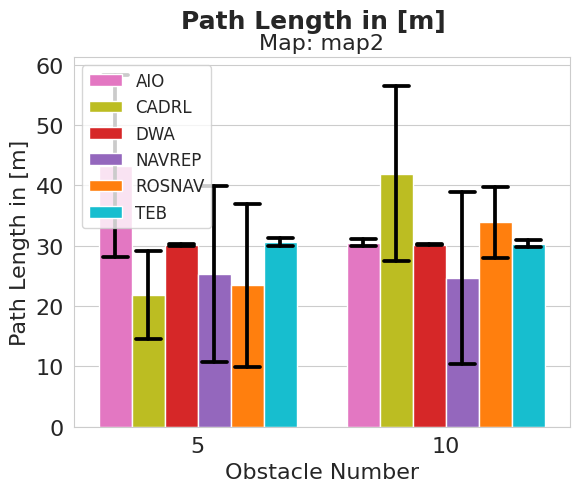 Path Length in [m]
Map: map2
Path Length in [m]
60
50
40
30
20
10
0
AIO
CADRL
DWA
NAVREP
ROSNAV
TEB
5
10
Obstacle Number